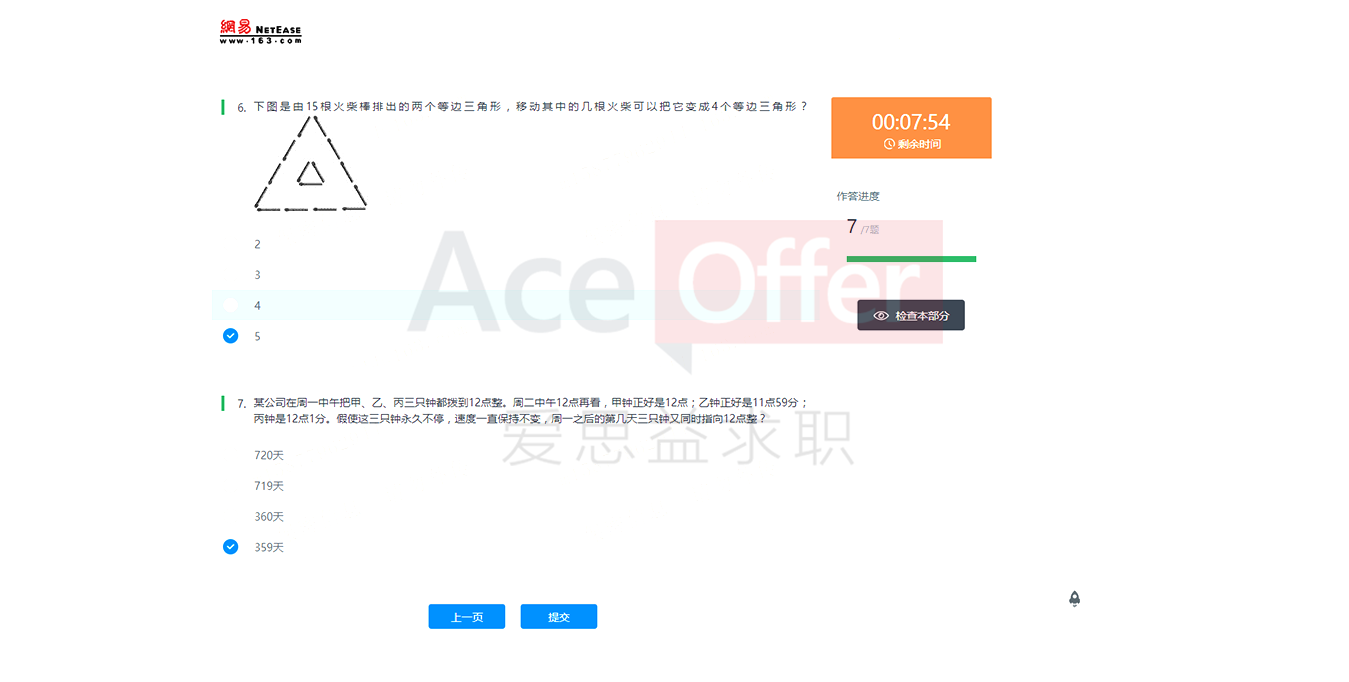 網易 NETEASE
www.163.com
6. 下图是由15根火柴棒排出的两个等边三角形，移动其中的几根火柴可以把它变成4个等边三角形？
2
3
4
5
00:07:54
剩余时间
作答进度
7 /7题
检查本部分
Ace Offer
爱思益求职
7. 某公司在周一中午把甲、乙、丙三只钟都拨到12点整。周二中午12点再看，甲钟正好是12点；乙钟正好是11点59分；
丙钟是12点1分。假使这三只钟永久不停，速度一直保持不变，周一之后的第几天三只钟又同时指向12点整？
720天
719天
360天
359天
上一页
提交